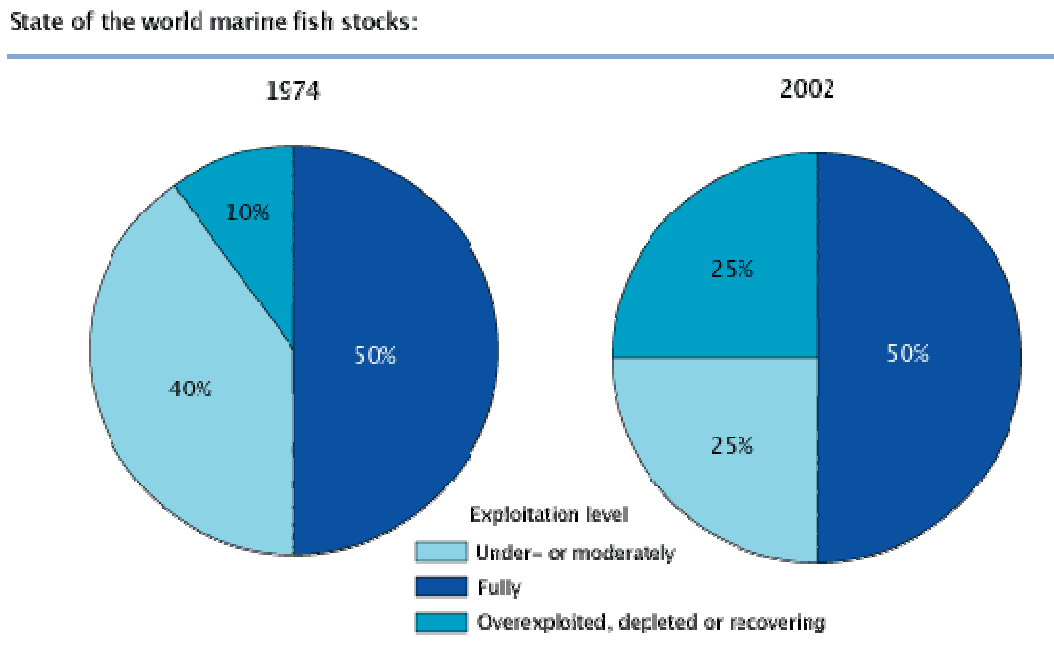 State of the world marine fish stocks:
1974
2002
10%
50%
40%
25%
50%
25%
Exploitation level
Under- or moderately
Fully
Overexploited, depleted or recovering